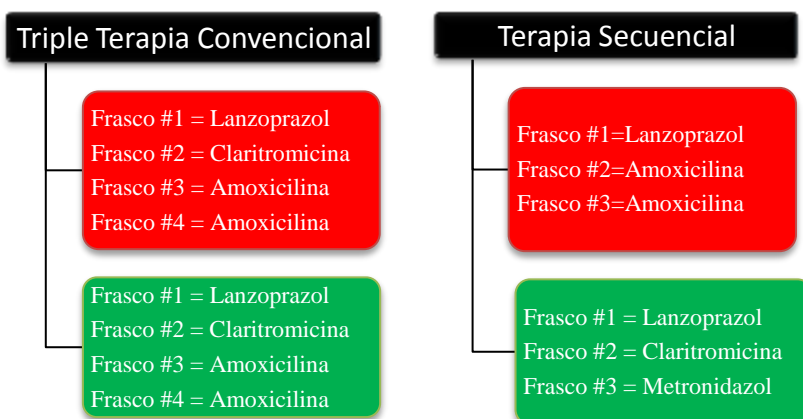 Triple Terapia Convencional
Frasco #1 = Lanzoprazol
Frasco #2 = Claritromicina
Frasco #3 = Amoxicilina
Frasco #4 = Amoxicilina
Frasco #1 = Lanzoprazol
Frasco #2 = Claritromicina
Frasco #3 = Amoxicilina
Frasco #4 = Amoxicilina
Terapia Secuencial
Frasco #1=Lanzoprazol
Frasco #2=Amoxicilina
Frasco #3=Amoxicilina
Frasco #1 = Lanzoprazol
Frasco #2 = Claritromicina
Frasco #3 = Metronidazol